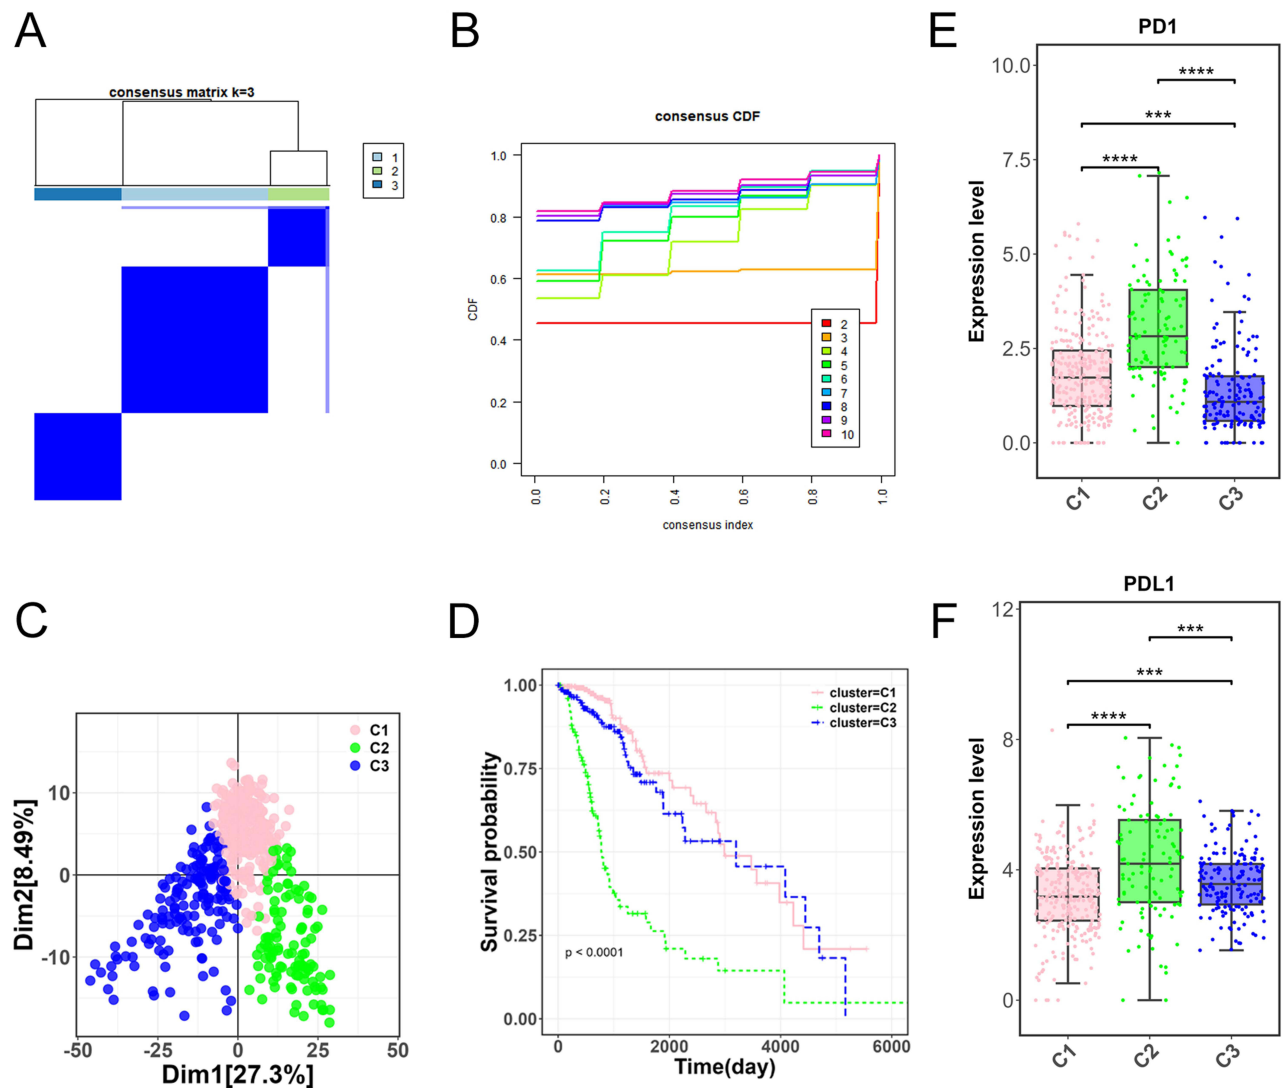 A
consensus matrix k=3
1
2
3
B
consensus CDF
1.0
0.8
0.6
0.4
0.2
0.0
CDF
0.0
0.2
0.4
0.6
0.8
1.0
consensus index
2
3
4
5
6
7
8
9
10
E
PD1
10.0
7.5
5.0
2.5
0.0
Expression level
****
***
****
C1
C2
C3
C
C1
C2
C3
10
0
-10
Dim2[8.49%]
-50
-25
0
25
50
Dim1[27.3%]
D
1.00
0.75
0.50
0.25
0.00
Survival probability
cluster=C1
cluster=C2
cluster=C3
p < 0.0001
0
2000
4000
6000
Time(day)
F
PDL1
12
8
4
0
Expression level
***
***
****
C1
C2
C3